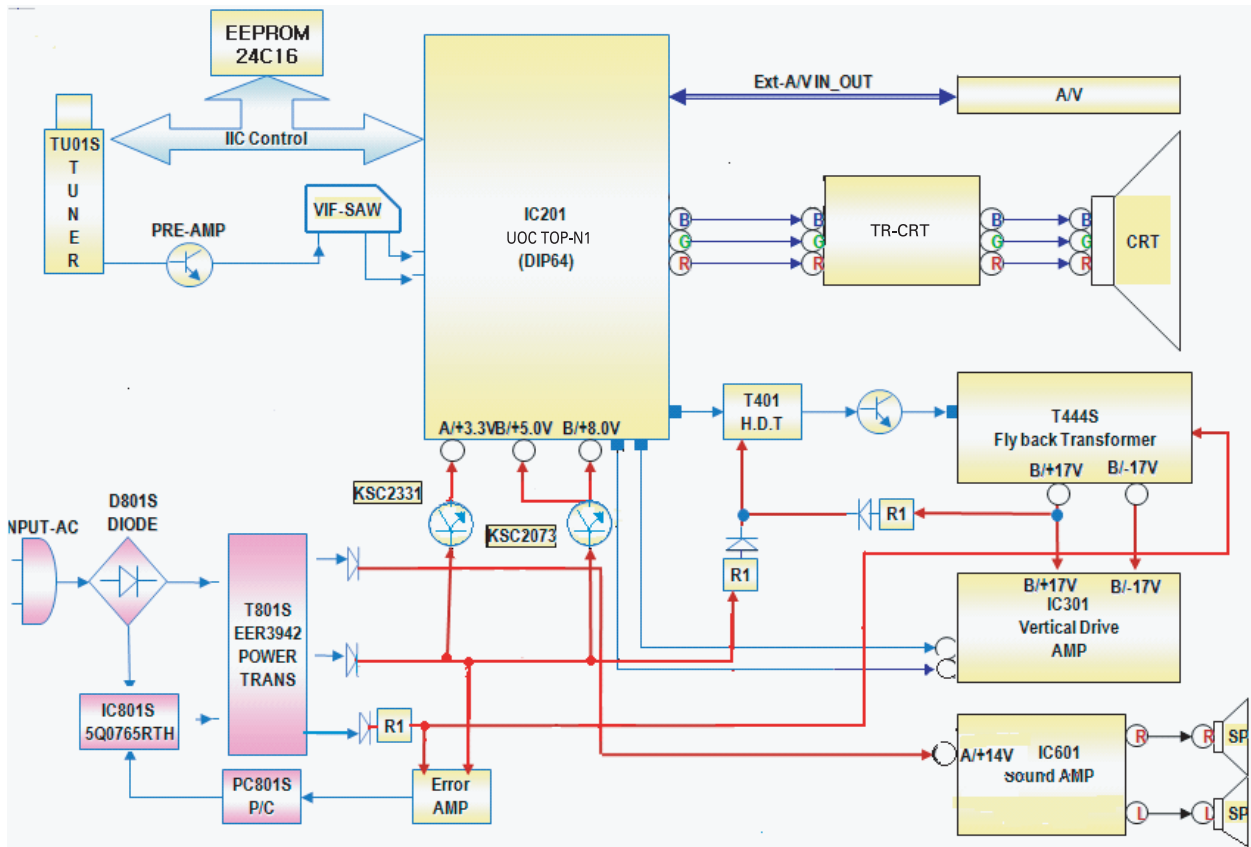 EEPROM
24C16
IIC Control
TU01S
T
U
N
E
R
PRE-AMP
VIF-SAW
IC201
UOC TOP-N1
(DIP64)
A/+3.3V
B/+5.0V
B/+8.0V
Ext-A/V IN_OUT
A/V
B
G
R
B
G
R
TR-CRT
B
G
R
B
G
R
CRT
T401
H.D.T
T444S
Fly back Transformer
B/+17V
B/-17V
R1
R1
B/+17V
B/-17V
IC301
Vertical Drive
AMP
KSC2331
KSC2073
D801S
DIODE
NPUT-AC
T801S
EER3942
POWER
TRANS
IC801S
5Q0765RTH
R1
PC801S
P/C
Error
AMP
A/+14V
IC601
Sound AMP
R
R
SP
L
L
SP